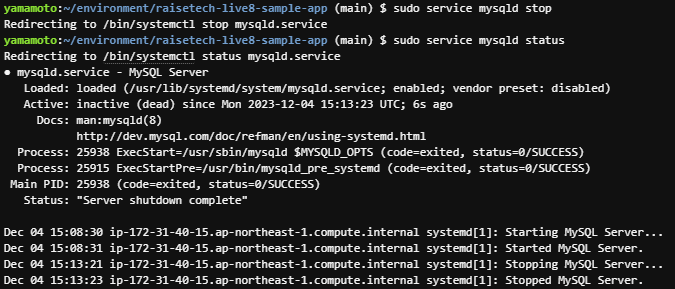 yamamoto:~/environment/raisetech-live8-sample-app (main) $ sudo service mysqld stop
Redirecting to /bin/systemctl stop mysqld.service
yamamoto:~/environment/raisetech-live8-sample-app (main) $ sudo service mysqld status
Redirecting to /bin/systemctl status mysqld.service
● mysqld.service - MySQL Server
   Loaded: loaded (/usr/lib/systemd/system/mysqld.service; enabled; vendor preset: disabled)
   Active: inactive (dead) since Mon 2023-12-04 15:13:23 UTC; 6s ago
     Docs: man:mysqld(8)
           http://dev.mysql.com/doc/refman/en/using-systemd.html
  Process: 25938 ExecStart=/usr/sbin/mysqld $MYSQLD_OPTS (code=exited, status=0/SUCCESS)
  Process: 25915 ExecStartPre=/usr/bin/mysqld_pre_systemd (code=exited, status=0/SUCCESS)
 Main PID: 25938 (code=exited, status=0/SUCCESS)
   Status: "Server shutdown complete"
Dec 04 15:08:30 ip-172-31-40-15.ap-northeast-1.compute.internal systemd[1]: Starting MySQL Server...
Dec 04 15:08:31 ip-172-31-40-15.ap-northeast-1.compute.internal systemd[1]: Started MySQL Server.
Dec 04 15:13:21 ip-172-31-40-15.ap-northeast-1.compute.internal systemd[1]: Stopping MySQL Server...
Dec 04 15:13:23 ip-172-31-40-15.ap-northeast-1.compute.internal systemd[1]: Stopped MySQL Server.